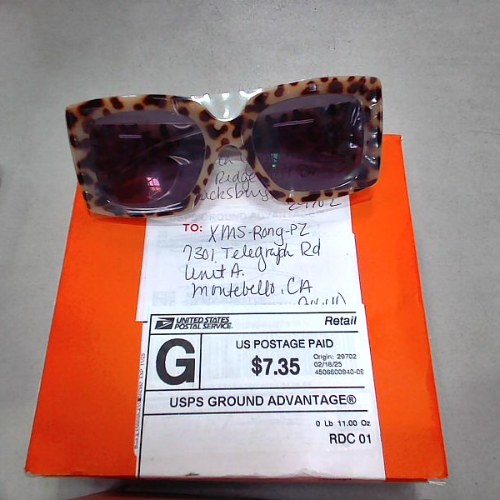 Ridge
TO: XMS-Rong-PZ
7301 Telegraph Rd
Unit A.
Montebello, CA
UNITED STATES
POSTAL SERVICE®
Retail
G
US POSTAGE PAID
$7.35
Origin: 29702
02/18/25
USPS GROUND ADVANTAGE®
0 Lb 11.00 Oz
RDC 01